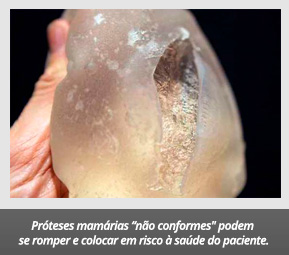 Próteses mamárias "não conformes" podem
se romper e colocar em risco à saúde do paciente.